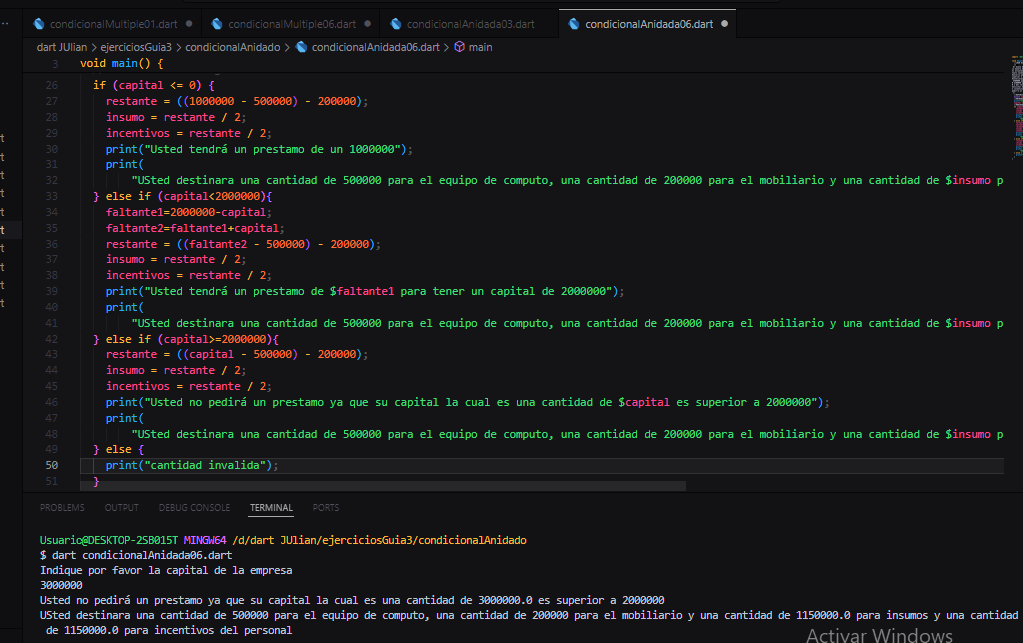 condicionalMultiple01.dart
condicionalMultiple06.dart
condicionalAnidada03.dart
condicionalAnidada06.dart
dart JUlian > ejerciciosGuia3 > condicionalAnidado > condicionalAnidada06.dart > main
3 void main() {
26 if (capital <= 0) {
27 restante = ((1000000 - 500000) - 200000);
28 insumo = restante / 2;
29 incentivos = restante / 2;
30 print("Usted tendrá un prestamo de un 1000000");
31 print(
32 "USted destinara una cantidad de 500000 para el equipo de computo, una cantidad de 200000 para el mobiliario y una cantidad de $insumo p
33 } else if (capital<2000000){
34 faltante1=2000000-capital;
35 faltante2=faltante1+capital;
36 restante = ((faltante2 - 500000) - 200000);
37 insumo = restante / 2;
38 incentivos = restante / 2;
39 print("Usted tendrá un prestamo de $faltante1 para tener un capital de 2000000");
40 print(
41 "USted destinara una cantidad de 500000 para el equipo de computo, una cantidad de 200000 para el mobiliario y una cantidad de $insumo p
42 } else if (capital>=2000000){
43 restante = ((capital - 500000) - 200000);
44 insumo = restante / 2;
45 incentivos = restante / 2;
46 print("Usted no pedirá un prestamo ya que su capital la cual es una cantidad de $capital es superior a 2000000");
47 print(
48 "USted destinara una cantidad de 500000 para el equipo de computo, una cantidad de 200000 para el mobiliario y una cantidad de $insumo p
49 } else {
50 print("cantidad invalida");
51 }
PROBLEMS OUTPUT DEBUG CONSOLE TERMINAL PORTS
Usuario@DESKTOP-2SB015T MINGW64 /d/dart JUlian/ejerciciosGuia3/condicionalAnidado
$ dart condicionalAnidada06.dart
Indique por favor la capital de la empresa
3000000
Usted no pedirá un prestamo ya que su capital la cual es una cantidad de 3000000.0 es superior a 2000000
USted destinara una cantidad de 500000 para el equipo de computo, una cantidad de 200000 para el mobiliario y una cantidad de 1150000.0 para insumos y una cantidad
de 1150000.0 para incentivos del personal
Activar Windows